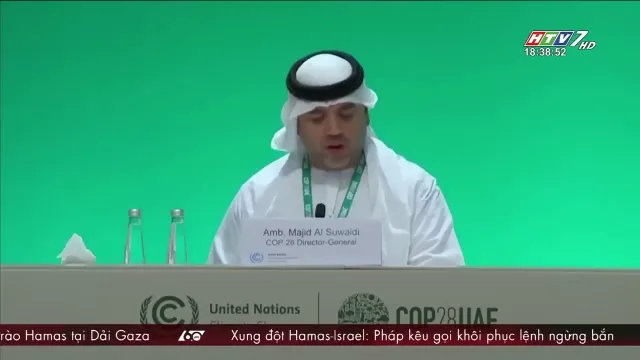 HTV7 HD
18:38:52
Amb. Majid Al Suwaidi
COP 28 Director-General
United Nations
COP28UAE
rào Hamas tại Dải Gaza 60 Xung đột Hamas-Israel: Pháp kêu gọi khôi phục lệnh ngừng bắn